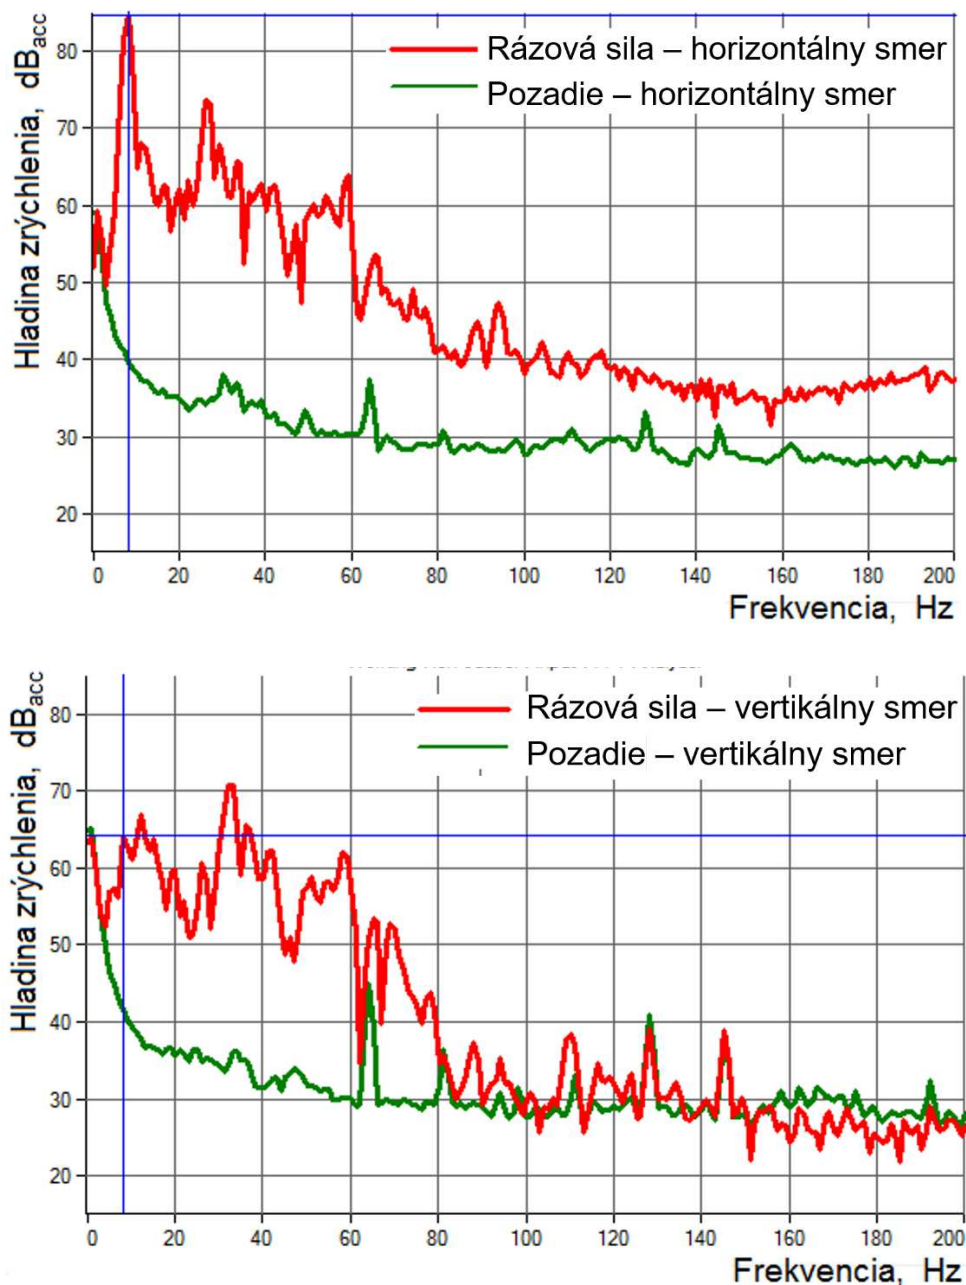 Hladina zrýchlenia, dBacc
Rázová sila – horizontálny smer
Pozadie – horizontálny smer
80
70
60
50
40
30
20
0 20 40 60 80 100 120 140 160 180 200
Frekvencia, Hz
Hladina zrýchlenia, dBacc
Rázová sila – vertikálny smer
Pozadie – vertikálny smer
80
70
60
50
40
30
20
0 20 40 60 80 100 120 140 160 180 200
Frekvencia, Hz